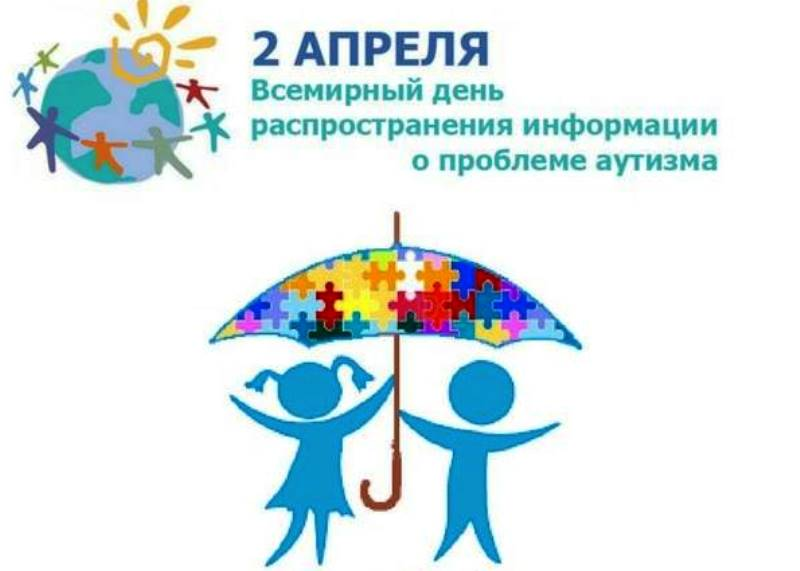 2 АПРЕЛЯ
Всемирный день
распространения информации
о проблеме аутизма